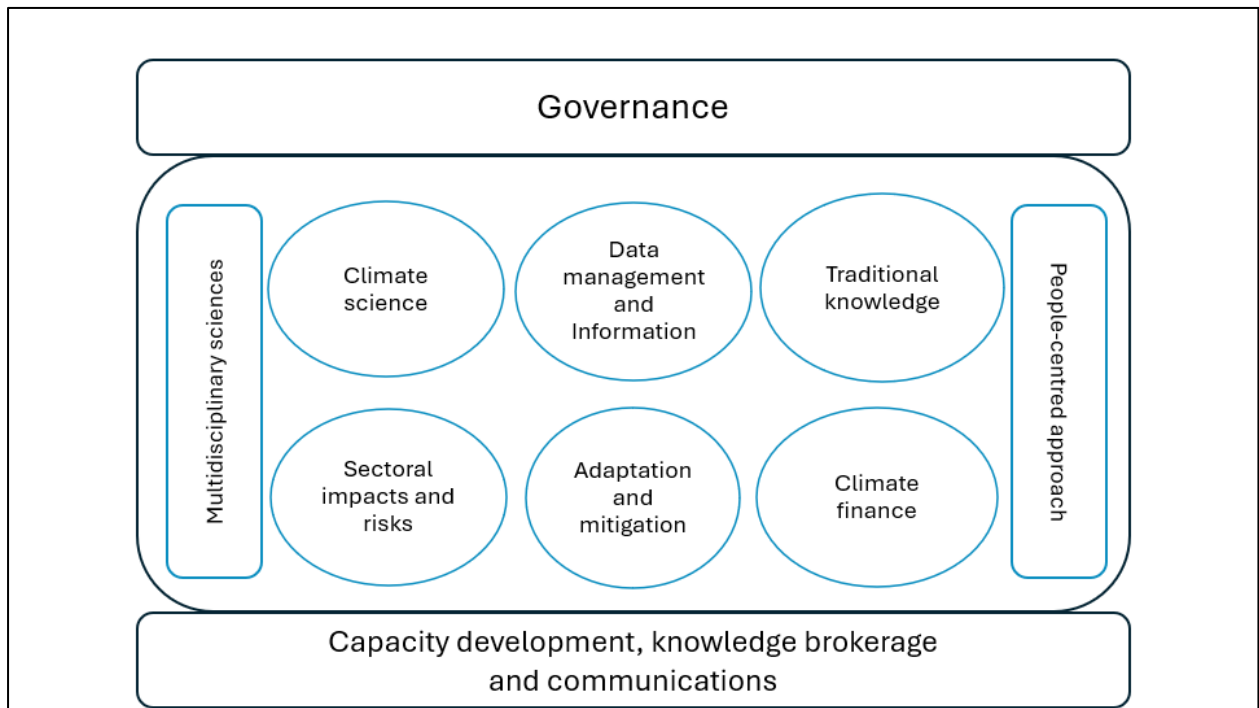 Governance
Multidisciplinary sciences
Climate
science
Data
management
and
Information
Traditional
knowledge
People-centred approach
Sectoral
impacts and
risks
Adaptation
and
mitigation
Climate
finance
Capacity development, knowledge brokerage
and communications